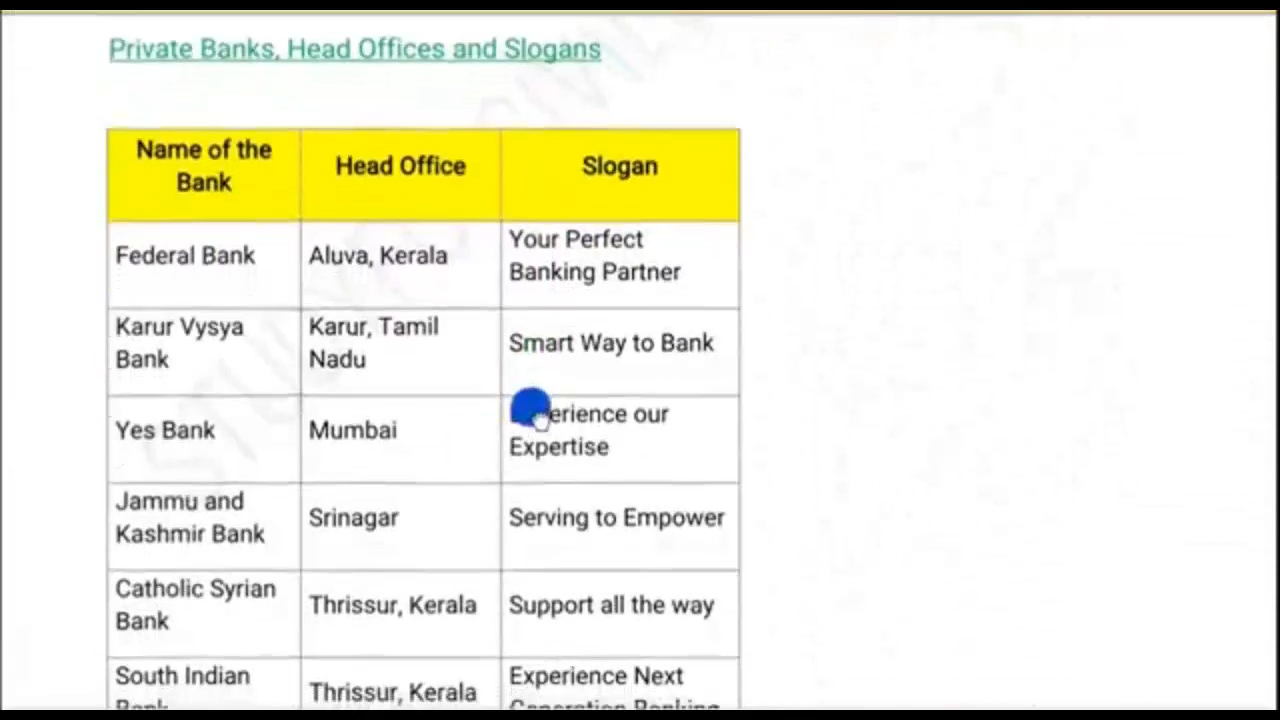 Private Banks, Head Offices and Slogans
Name of the
Bank
Head Office
Slogan
Federal Bank
Aluva, Kerala
Your Perfect
Banking Partner
Karur Vysya
Bank
Karur, Tamil
Nadu
Smart Way to Bank
Yes Bank
Mumbai
our
Expertise
Jammu and
Kashmir Bank
Srinagar
Serving to Empower
Catholic Syrian
Bank
Thrissur, Kerala
Support all the way
South Indian
Bank
Thrissur, Kerala
Experience Next
Generation Banking